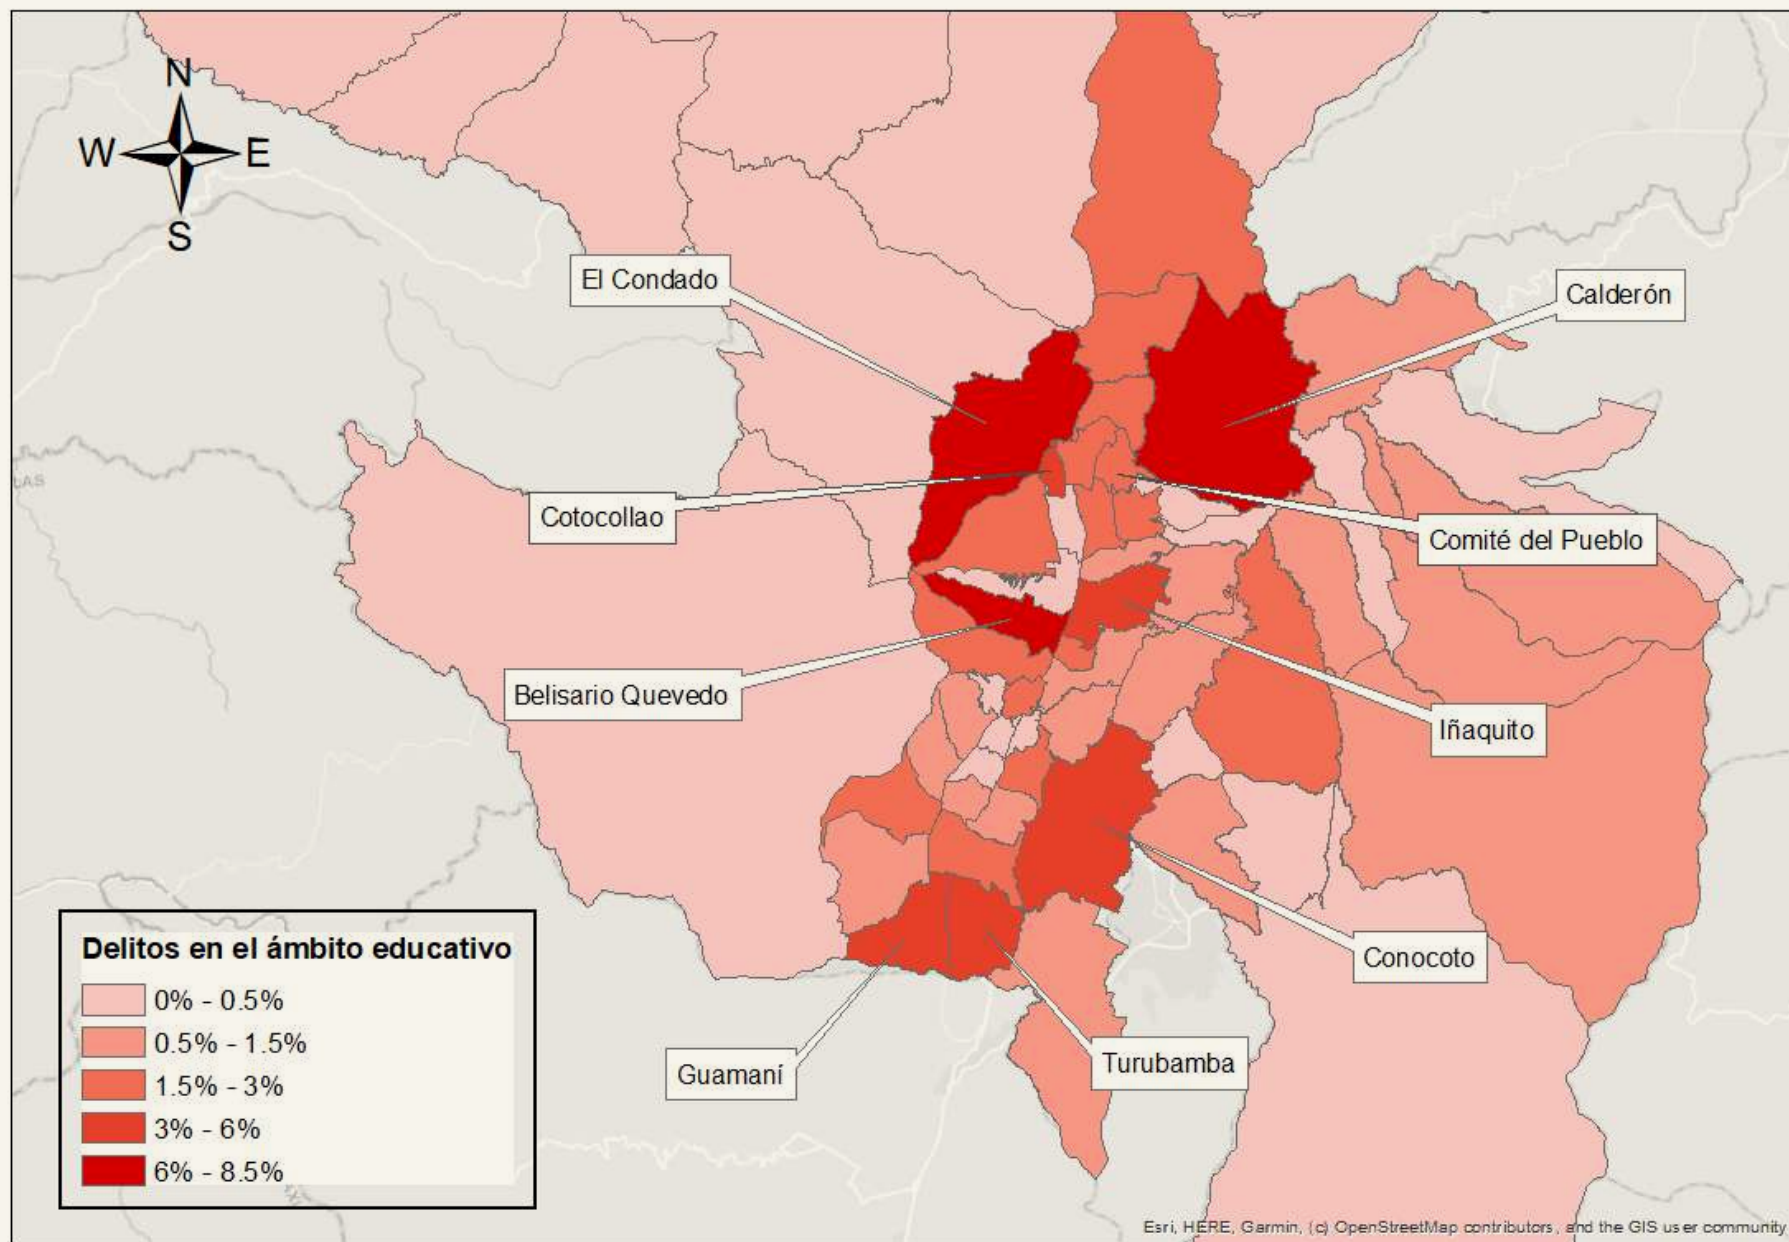 N
W
E
S
El Condado
Calderón
LAS
Cotocollao
Comité del Pueblo
Belisario Quevedo
Iñaquito
Conocoto
Guamaní
Turubamba
Delitos en el ámbito educativo
0% - 0.5%
0.5% - 1.5%
1.5% - 3%
3% - 6%
6% - 8.5%
Esri, HERE, Garmin, (c) OpenStreetMap contributors, and the GIS user community